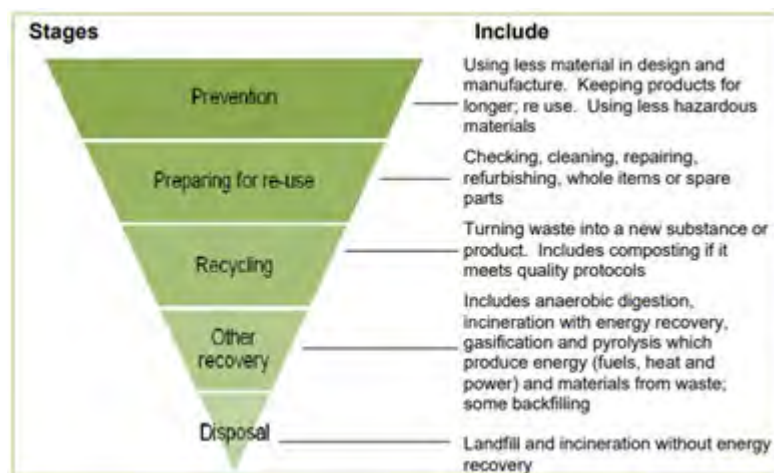 Stages
Include
Prevention
Using less material in design and
manufacture. Keeping products for
longer; re use. Using less hazardous
materials
Preparing for re-use
Checking, cleaning, repairing,
refurbishing, whole items or spare
parts
Recycling
Turning waste into a new substance or
product. Includes composting if it
meets quality protocols
Other
recovery
Includes anaerobic digestion,
incineration with energy recovery,
gasification and pyrolysis which
produce energy (fuels, heat and
power) and materials from waste;
some backfilling
Disposal
Landfill and incineration without energy
recovery